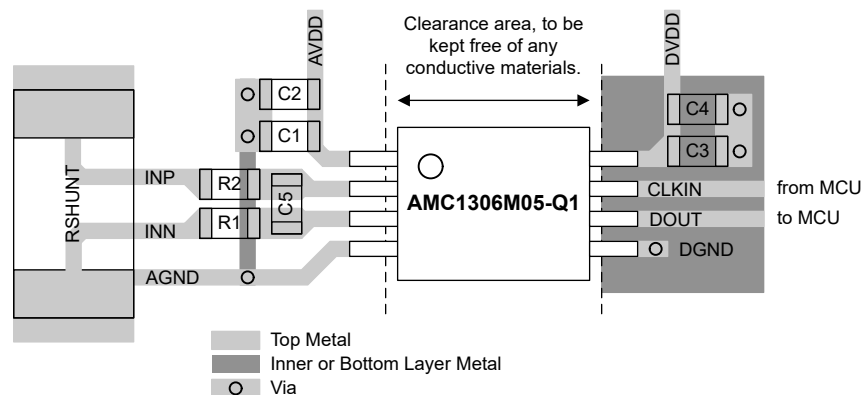 Clearance area, to be
kept free of any
conductive materials.
AVDD
DVDD
C2
C1
C4
C3
RSHUNT
INP
R2
C5
R1
INN
AGND
AMC1306M05-Q1
CLKIN
from MCU
DOUT
to MCU
DGND
Top Metal
Inner or Bottom Layer Metal
Via